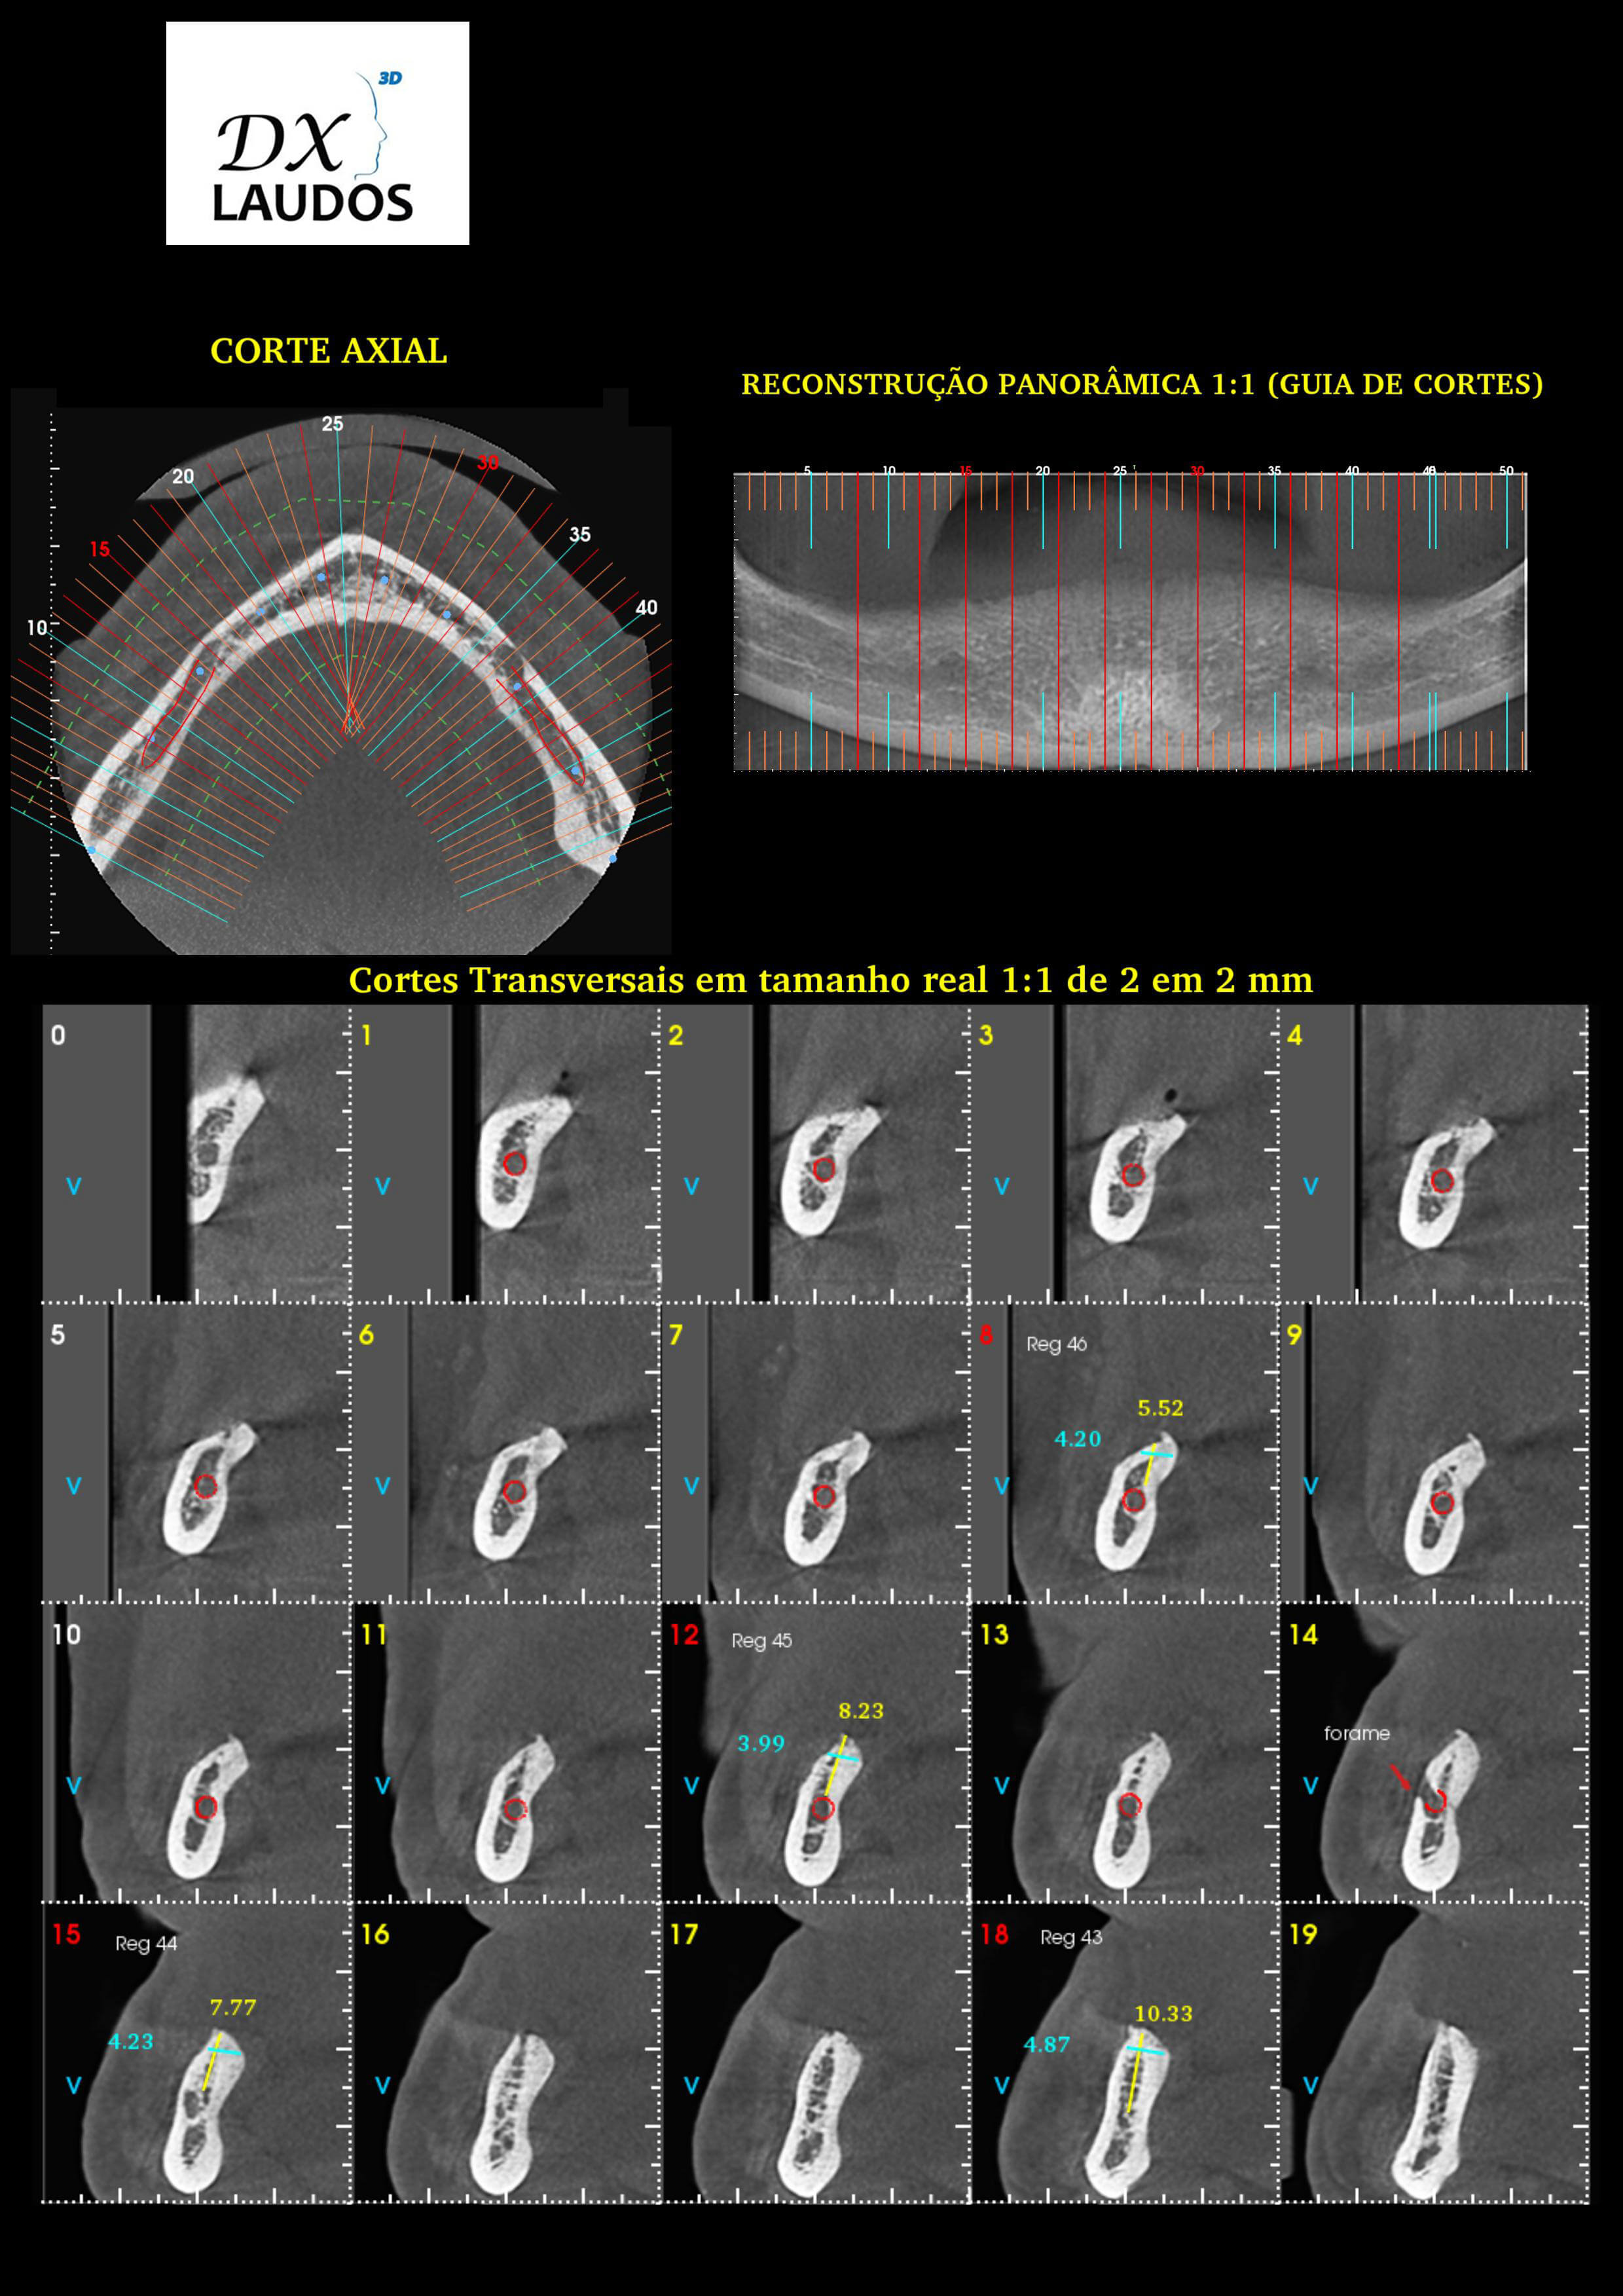 3D
DX
LAUDOS
CORTE AXIAL
RECONSTRUÇÃO PANORÂMICA 1:1 (GUIA DE CORTES)
25
20
30
15
35
10
40
5 10 15 20 25 30 35 40 50
Cortes Transversais em tamanho real 1:1 de 2 em 2 mm
0 1 2 3 4
V V V V V
5 6 7 8 Reg 46 9
5.52
4.20
V V V V V
10 11 12 Reg 45 13 14
8.23
forame
3.99
V V V V V
15 Reg 44 16 17 18 Reg 43 19
7.77 10.33
4.23 4.87
V V V V V